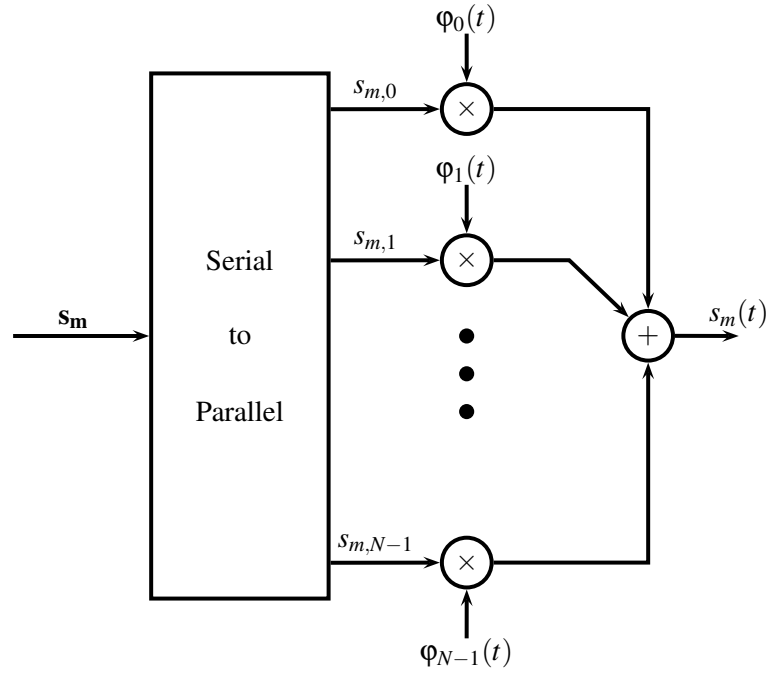 φ₀(t)
s_{m,0}
×
φ₁(t)
s_{m,1}
×
Serial
to
Parallel
s_m
+
s_m(t)
s_{m,N−1}
×
φ_{N−1}(t)